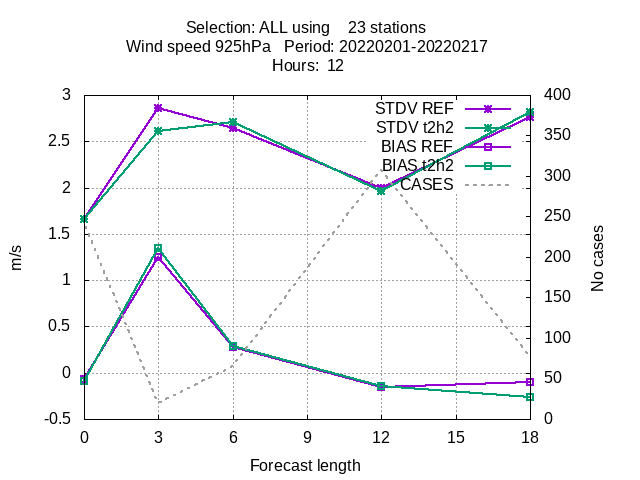 Selection: ALL using    23 stations
Wind speed 925hPa   Period: 20220201-20220217
Hours:  12
STDV REF
STDV t2h2
BIAS REF
BIAS t2h2
CASES
3
2.5
2
1.5
1
0.5
0
-0.5
400
350
300
250
200
150
100
50
0
0 3 6 9 12 15 18
m/s
No cases
Forecast length